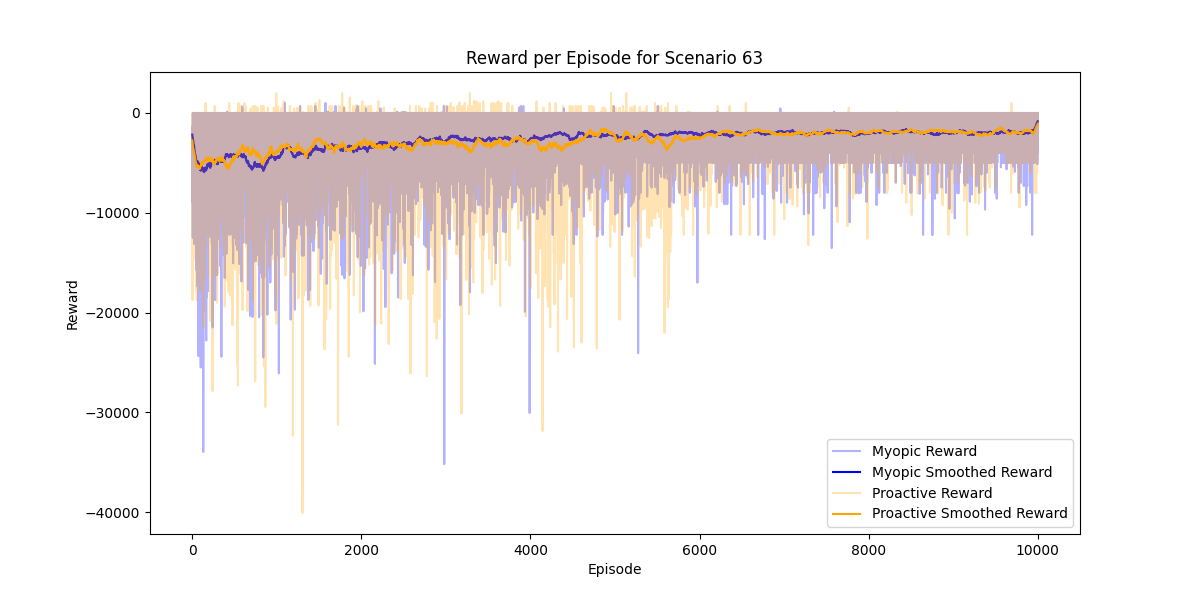 Reward per Episode for Scenario 63
0
−10000
−20000
−30000
−40000
Reward
0
2000
4000
6000
8000
10000
Episode
Myopic Reward
Myopic Smoothed Reward
Proactive Reward
Proactive Smoothed Reward